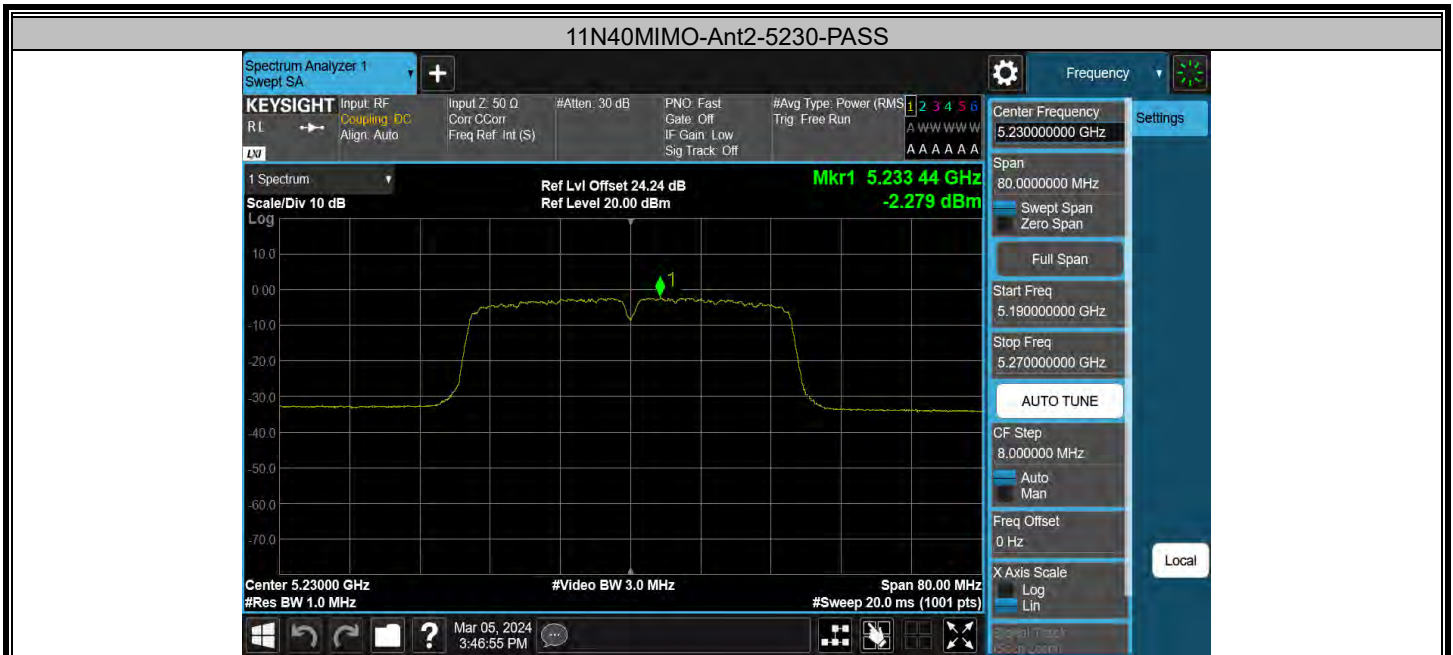 11N40MIMO-Ant2-5230-PASS
Spectrum Analyzer 1
Swept SA
Frequency
KEYSIGHT
RL
LXI
Input: RF
Coupling: DC
Align: Auto
Input Z: 50 Ω
Corr CCorr
Freq Ref: Int (S)
#Atten: 30 dB
PNO: Fast
Gate: Off
IF Gain: Low
Sig Track: Off
#Avg Type: Power (RMS
Trig: Free Run
1 2 3 4 5 6
A W W W W W
A A A A A A
1 Spectrum
Scale/Div 10 dB
Log
Ref Lvl Offset 24.24 dB
Ref Level 20.00 dBm
Mkr1 5.233 44 GHz
-2.279 dBm
10.0
0.00
-10.0
-20.0
-30.0
-40.0
-50.0
-60.0
-70.0
1
Center 5.23000 GHz
#Res BW 1.0 MHz
#Video BW 3.0 MHz
Span 80.00 MHz
#Sweep 20.0 ms (1001 pts)
Center Frequency
5.230000000 GHz
Settings
Span
80.0000000 MHz
Swept Span
Zero Span
Full Span
Start Freq
5.190000000 GHz
Stop Freq
5.270000000 GHz
AUTO TUNE
CF Step
8.000000 MHz
Auto
Man
Freq Offset
0 Hz
X Axis Scale
Log
Lin
Local
?
Mar 05, 2024
3:46:55 PM